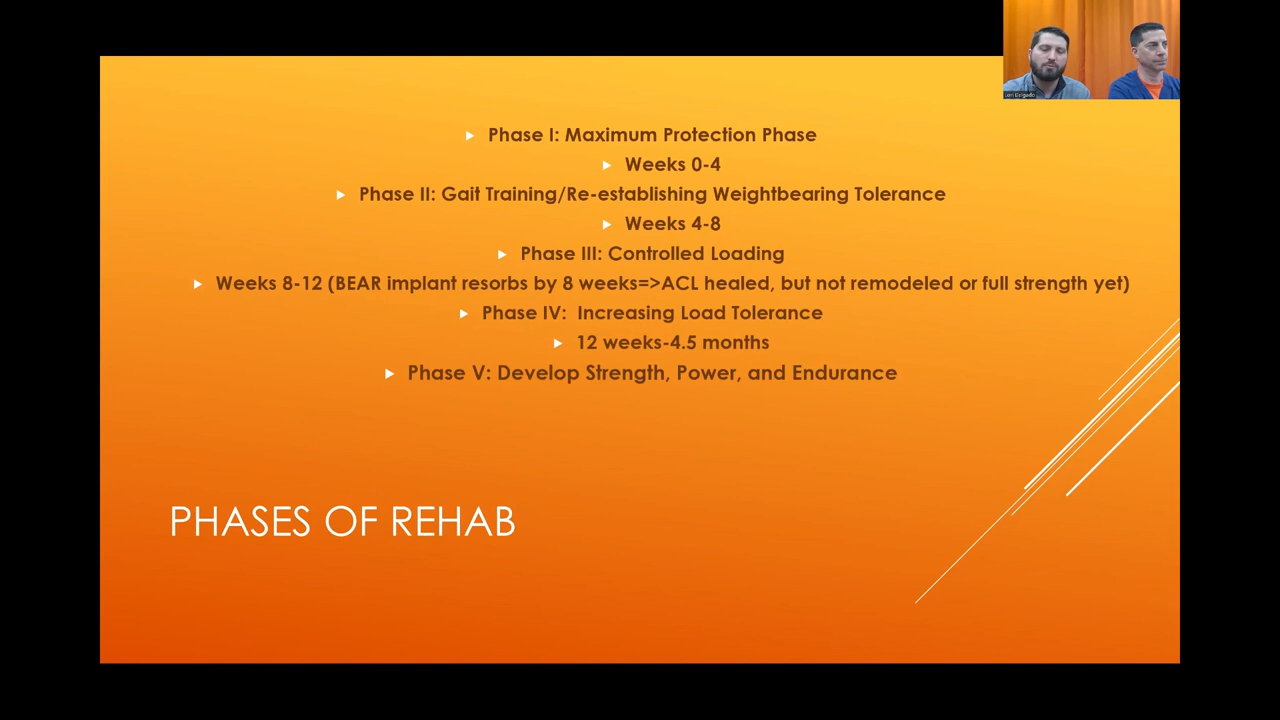 Lori Delgado
Phase I: Maximum Protection Phase
Weeks 0-4
Phase II: Gait Training/Re-establishing Weightbearing Tolerance
Weeks 4-8
Phase III: Controlled Loading
Weeks 8-12 (BEAR implant resorbs by 8 weeks=>ACL healed, but not remodeled or full strength yet)
Phase IV:  Increasing Load Tolerance
12 weeks-4.5 months
Phase V: Develop Strength, Power, and Endurance
PHASES OF REHAB